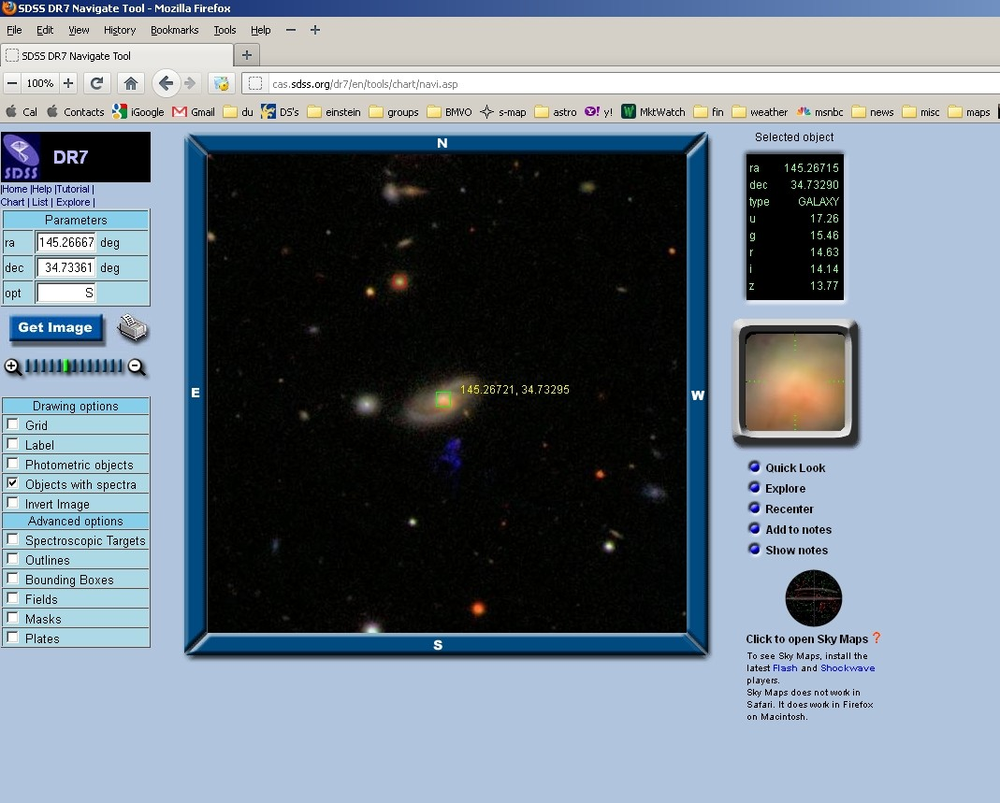 SDSS DR7 Navigate Tool - Mozilla Firefox
File Edit View History Bookmarks Tools Help
SDSS DR7 Navigate Tool
100%
cas.sdss.org/dr7/en/tools/chart/navi.asp
Cal Contacts iGoogle Gmail du DS's einstein groups BMVO s-map astro y! MktWatch fin weather msnbc news misc maps
SDSS
DR7
|Home |Help |Tutorial |
Chart | List | Explore |
Parameters
ra 145.26667 deg
dec 34.73361 deg
opt S
Get Image
Drawing options
Grid
Label
Photometric objects
Objects with spectra
Invert Image
Advanced options
Spectroscopic Targets
Outlines
Bounding Boxes
Fields
Masks
Plates
N
E
145.26721, 34.73295
W
S
Selected object
ra 145.26715
dec 34.73290
type GALAXY
u 17.26
g 15.46
r 14.63
i 14.14
z 13.77
Quick Look
Explore
Recenter
Add to notes
Show notes
Click to open Sky Maps ?
To see Sky Maps, install the
latest Flash and Shockwave
players.
Sky Maps does not work in
Safari. It does work in Firefox
on Macintosh.